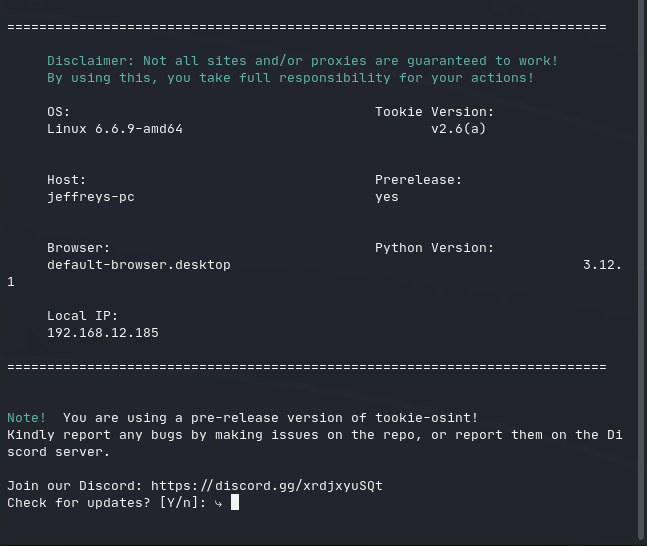 ===========================================================================
Disclaimer: Not all sites and/or proxies are guaranteed to work!
By using this, you take full responsibility for your actions!
OS: Tookie Version:
Linux 6.6.9-amd64 v2.6(a)
Host: Prerelease:
jeffreys-pc yes
Browser: Python Version:
default-browser.desktop 3.12.
1
Local IP:
192.168.12.185
===========================================================================
Note! You are using a pre-release version of tookie-osint!
Kindly report any bugs by making issues on the repo, or report them on the Di
scord server.
Join our Discord: https://discord.gg/xrdjxyuSQt
Check for updates? [Y/n]: ⤷